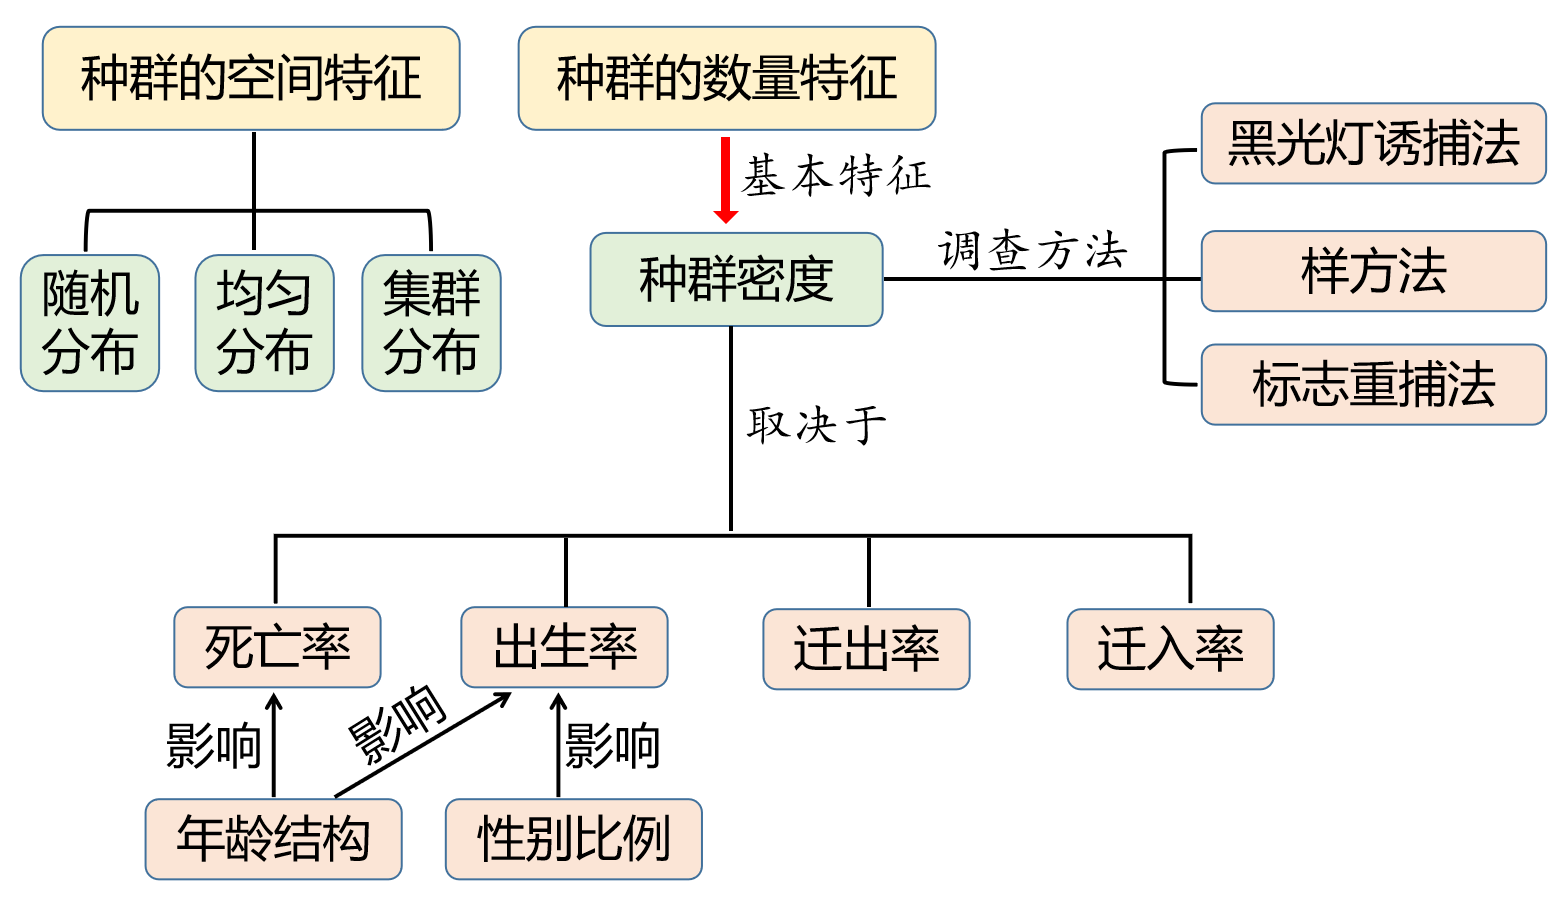 种群的空间特征
种群的数量特征
基本特征
随机
分布
均匀
分布
集群
分布
种群密度
调查方法
黑光灯诱捕法
样方法
标志重捕法
取决于
死亡率
出生率
迁出率
迁入率
影响
影响
影响
年龄结构
性别比例